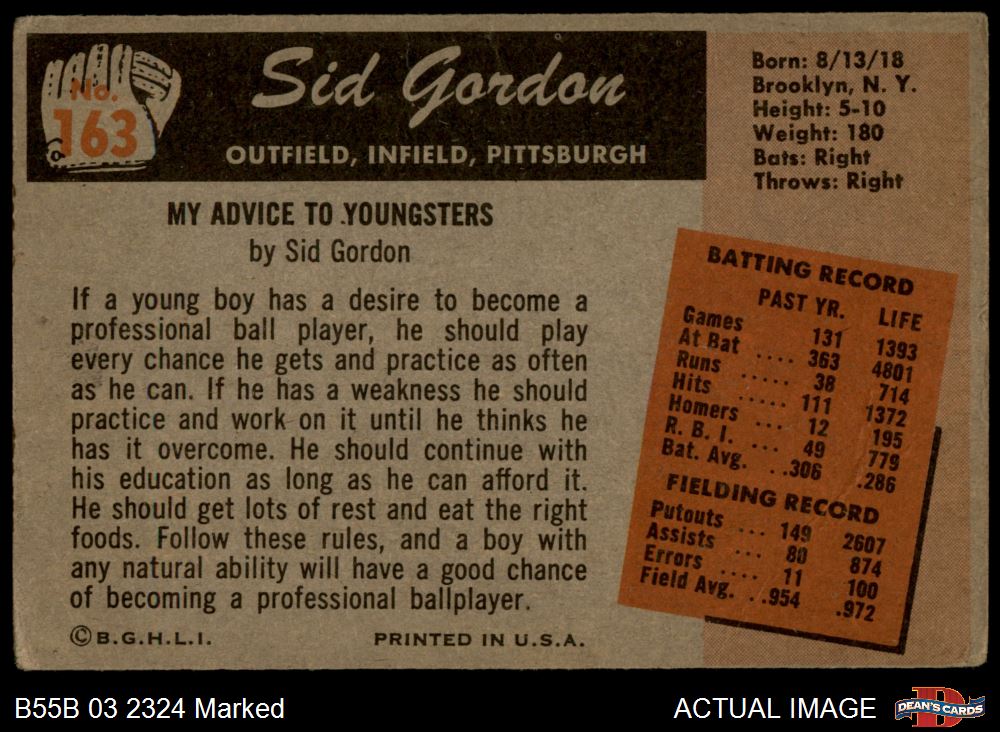 No.
163
Sid Gordon
OUTFIELD, INFIELD, PITTSBURGH
Born: 8/13/18
Brooklyn, N. Y.
Height: 5-10
Weight: 180
Bats: Right
Throws: Right
MY ADVICE TO YOUNGSTERS
by Sid Gordon
If a young boy has a desire to become a
professional ball player, he should play
every chance he gets and practice as often
as he can. If he has a weakness he should
practice and work on it until he thinks he
has it overcome. He should continue with
his education as long as he can afford it.
He should get lots of rest and eat the right
foods. Follow these rules, and a boy with
any natural ability will have a good chance
of becoming a professional ballplayer.
© B.G.H.L.I. PRINTED IN U.S.A.
BATTING RECORD
PAST YR. LIFE
Games 131 1393
At Bat .... 363 4801
Runs ..... 38 714
Hits ..... 111 1372
Homers ... 12 195
R. B. I. ... 49 779
Bat. Avg. ..306 .286
FIELDING RECORD
Putouts ... 149 2607
Assists ... 80 874
Errors .... 11 100
Field Avg. ..954 .972
B55B 03 2324 Marked
ACTUAL IMAGE
D
DEAN'S CARDS